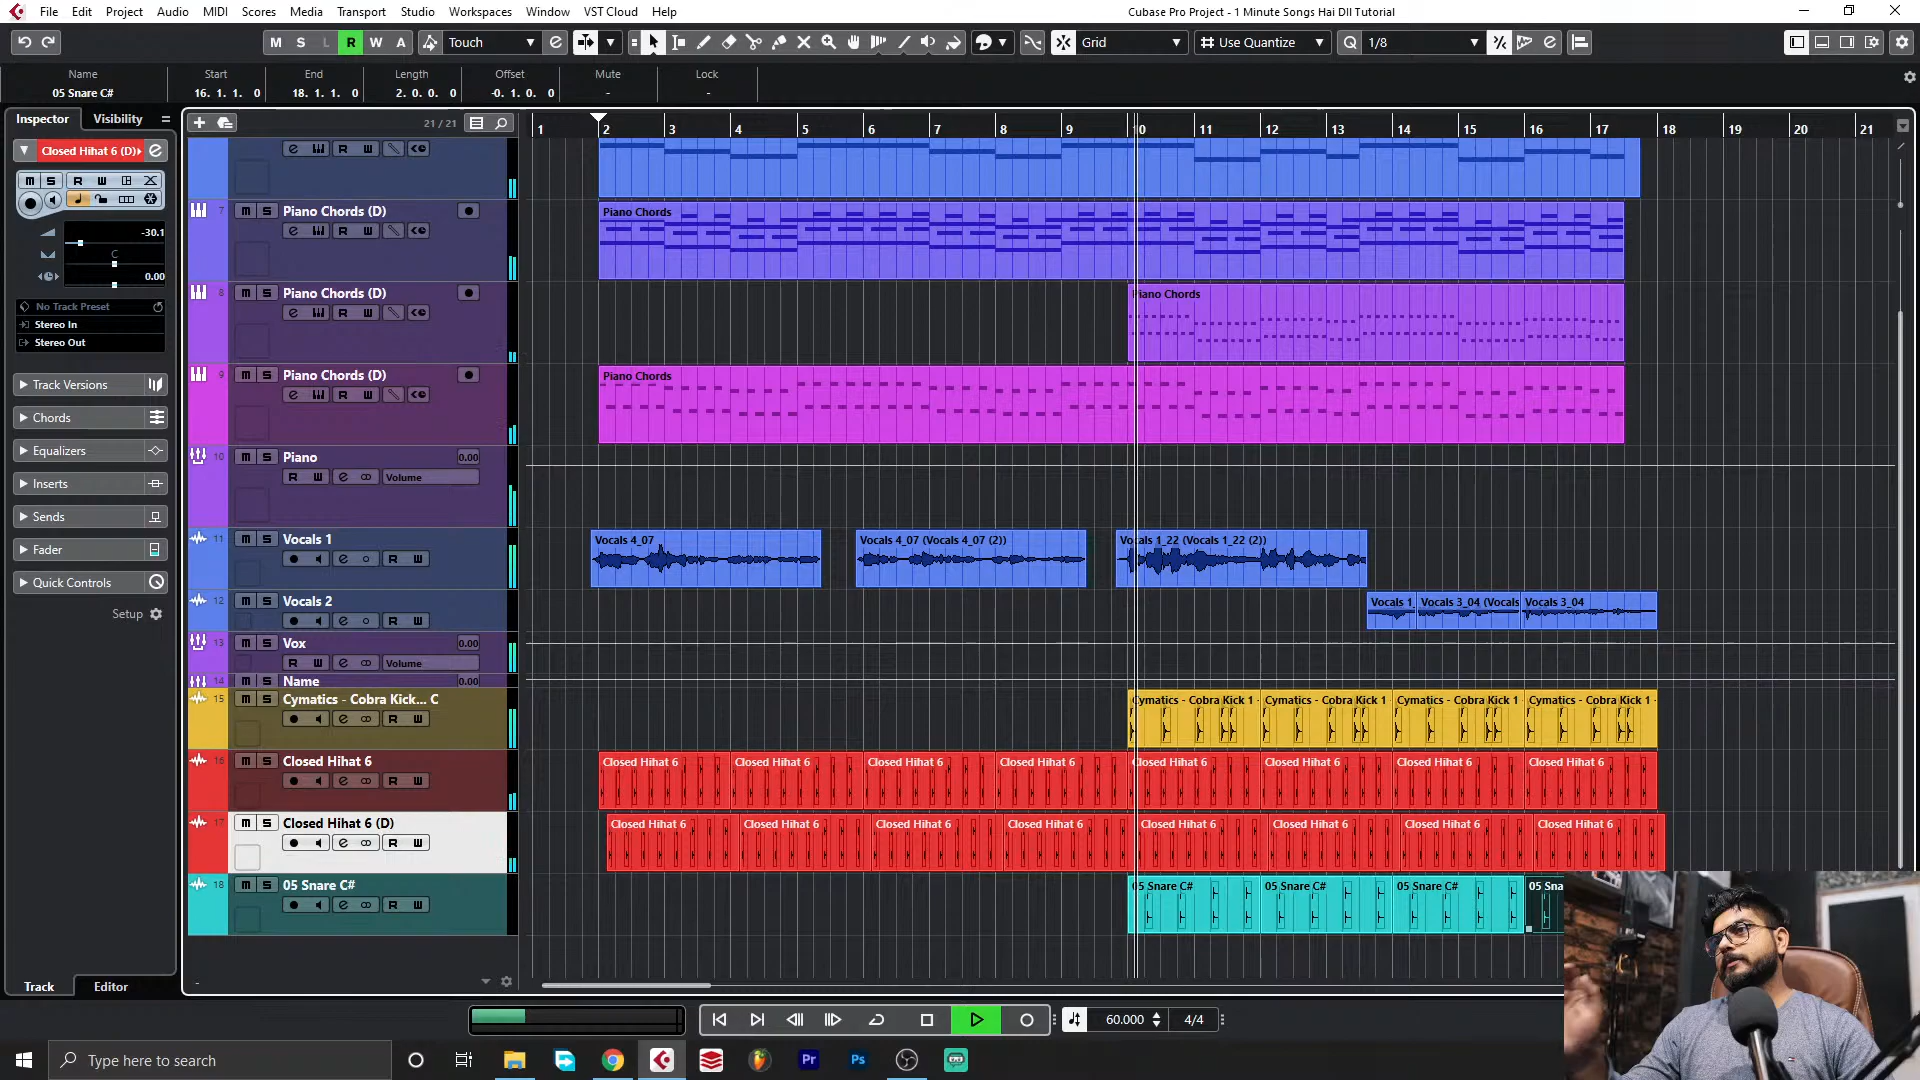 File Edit Project Audio MIDI Scores Media Transport Studio Workspaces Window VST Cloud Help
Cubase Pro Project - 1 Minute Songs Hai DII Tutorial
M S L R W A Touch Grid Use Quantize Q 1/8
Name Start End Length Offset Mute Lock
05 Snare C# 16. 1. 1. 0 18. 1. 1. 0 2. 0. 0. 0 -0. 1. 0. 0 - -
Inspector Visibility
21 / 21
1 2 3 4 5 6 7 8 9 10 11 12 13 14 15 16 17 18 19 20 21
Closed Hihat 6 (D)
M S R W
-30.1
C
0.00
No Track Preset
Stereo In
Stereo Out
Track Versions
Chords
Equalizers
Inserts
Sends
Fader
Quick Controls
Setup
Track Editor
R W
7 M S Piano Chords (D)
R W
Piano Chords
8 M S Piano Chords (D)
R W
Piano Chords
9 M S Piano Chords (D)
R W
Piano Chords
10 M S Piano 0.00
R W Volume
11 M S Vocals 1
R W
Vocals 4_07 Vocals 4_07 (Vocals 4_07 (2)) Vocals 1_22 (Vocals 1_22 (2))
12 M S Vocals 2
R W
Vocals 1_ Vocals 3_04 (Vocals Vocals 3_04
13 M S Vox 0.00
R W Volume
14 M S Name 0.00
15 M S Cymatics - Cobra Kick... C
R W
Cymatics - Cobra Kick 1 - Cymatics - Cobra Kick 1 Cymatics - Cobra Kick 1 Cymatics - Cobra Kick 1 -
16 M S Closed Hihat 6
R W
Closed Hihat 6 Closed Hihat 6 Closed Hihat 6 Closed Hihat 6 Closed Hihat 6 Closed Hihat 6 Closed Hihat 6 Closed Hihat 6
17 M S Closed Hihat 6 (D)
R W
Closed Hihat 6 Closed Hihat 6 Closed Hihat 6 Closed Hihat 6 Closed Hihat 6 Closed Hihat 6 Closed Hihat 6 Closed Hihat 6
18 M S 05 Snare C#
R W
05 Snare C# 05 Snare C# 05 Snare C# 05 Sna
60.000 4/4
Type here to search
Pr Ps